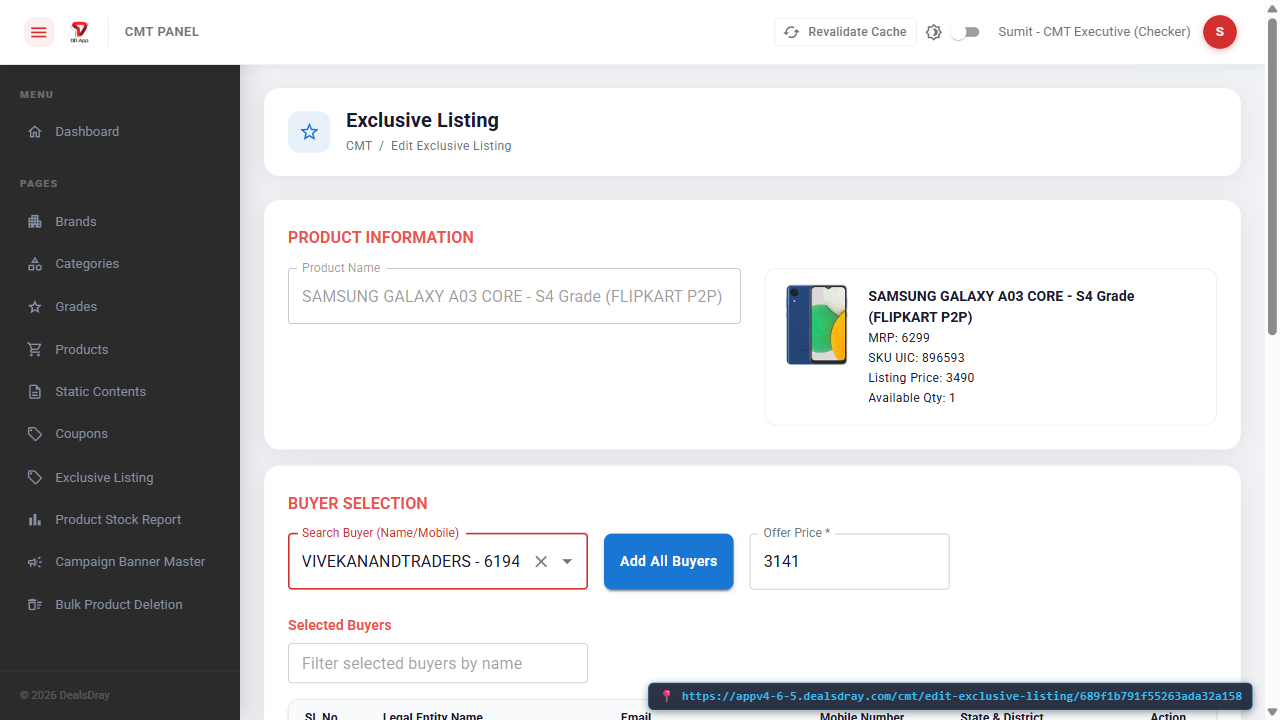 DD App
CMT PANEL
Revalidate Cache
Sumit - CMT Executive (Checker)
S
MENU
Dashboard
PAGES
Brands
Categories
Grades
Products
Static Contents
Coupons
Exclusive Listing
Product Stock Report
Campaign Banner Master
Bulk Product Deletion
© 2026 DealsDray
Exclusive Listing
CMT / Edit Exclusive Listing
PRODUCT INFORMATION
Product Name
SAMSUNG GALAXY A03 CORE - S4 Grade (FLIPKART P2P)
SAMSUNG GALAXY A03 CORE - S4 Grade
(FLIPKART P2P)
MRP: 6299
SKU UIC: 896593
Listing Price: 3490
Available Qty: 1
BUYER SELECTION
Search Buyer (Name/Mobile)
VIVEKANANDTRADERS - 6194
Add All Buyers
Offer Price *
3141
Selected Buyers
Filter selected buyers by name
https://appv4-6-5.dealsdray.com/cmt/edit-exclusive-listing/689f1b791f55263ada32a158
Sl. No Legal Entity Name Email Mobile Number State & District Action